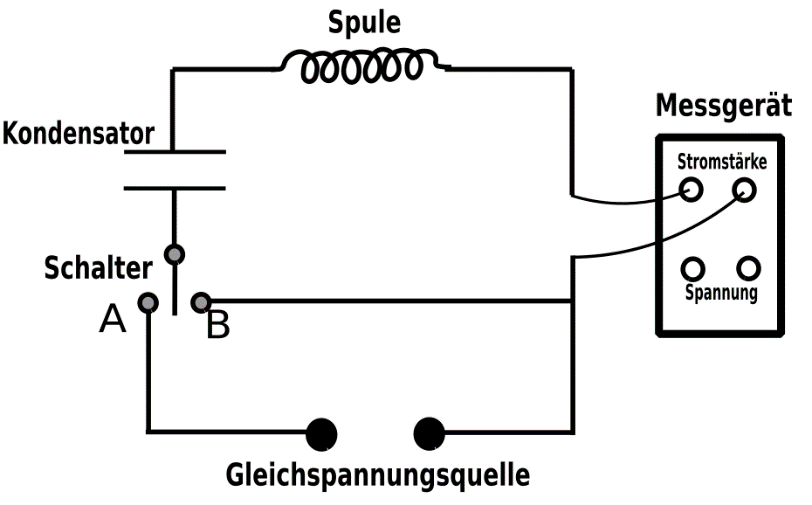 Spule
Messgerät
Kondensator
Stromstärke
Schalter
Spannung
A
B
Gleichspannungsquelle